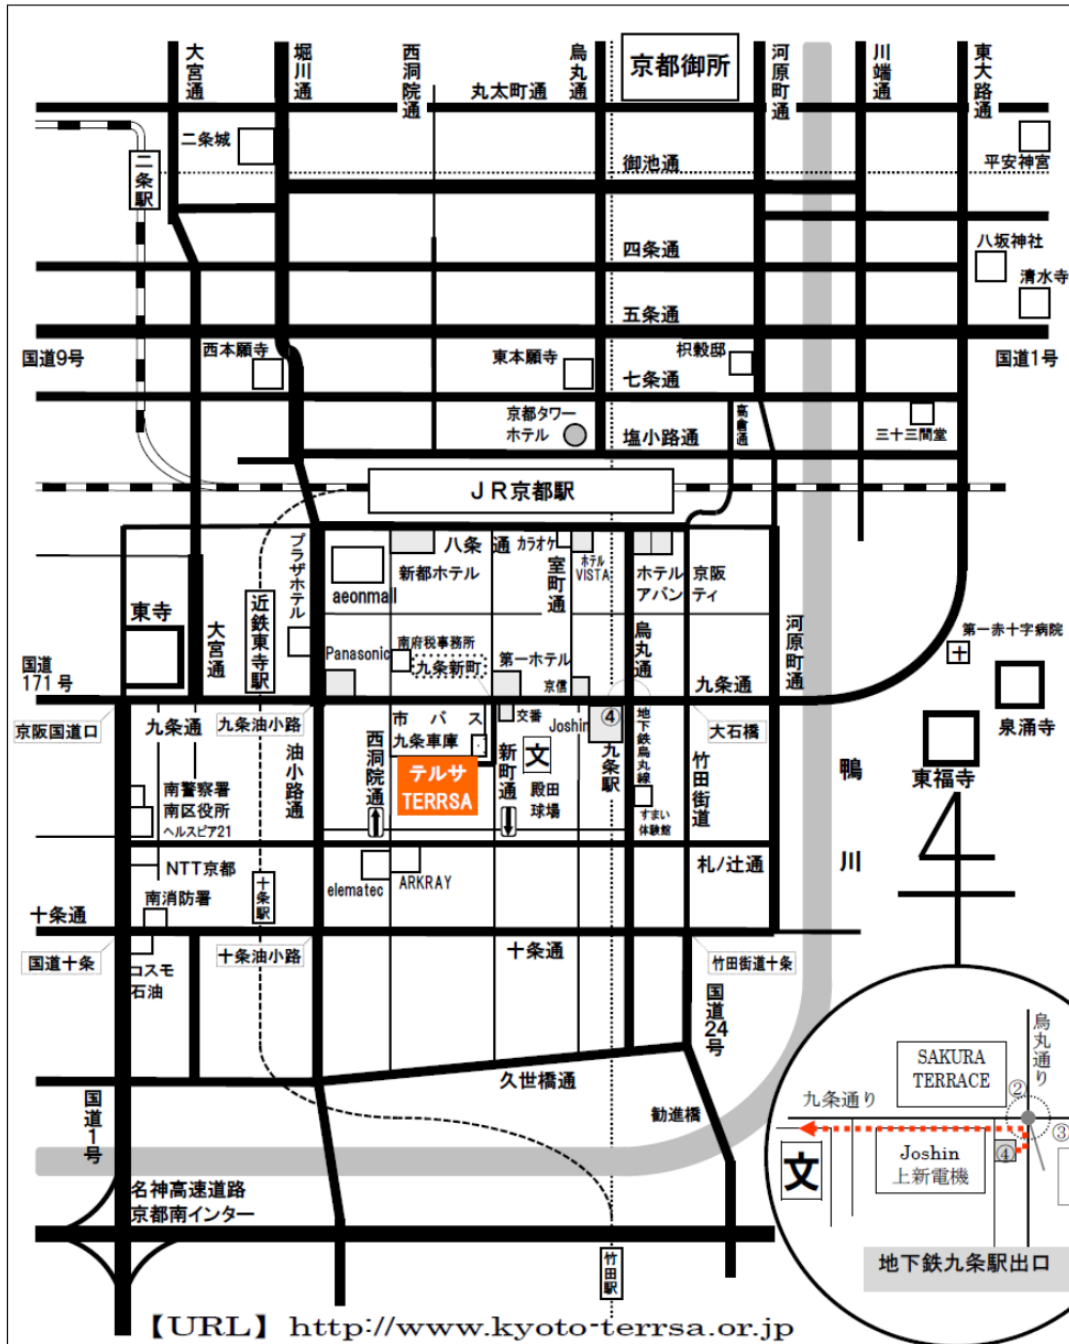 大宮通
堀川通
西洞院通
烏丸通
京都御所
河原町通
川端通
東大路通
丸太町通
二条城
二条駅
御池通
平安神宮
四条通
八坂神社
清水寺
五条通
国道9号
西本願寺
東本願寺
枳穀邸
国道1号
七条通
京都タワー
ホテル
塩小路通
高倉通
三十三間堂
JR京都駅
プラザホテル
八条通
カラオケ
新都ホテル
室町通
ホテル
VISTA
ホテル 京阪
アバンティ
aeonmall
東寺
近鉄東寺駅
大宮通
烏丸通
河原町通
第一赤十字病院
南府税事務所
Panasonic
九条新町
第一ホテル
国道
171号
京信
九条通
泉涌寺
京阪国道口
九条通
九条油小路
市バス
九条車庫
交番
Joshin
④
地下鉄烏丸線
九条駅
大石橋
東福寺
油小路通
西洞院通
テルサ
TERRSA
新町通
文
殿田
球場
竹田街道
鴨川
南警察署
南区役所
ヘルスピア21
すまい
体験館
札ノ辻通
NTT京都
elematec
ARKRAY
南消防署
十条駅
十条通
国道十条
十条油小路
十条通
竹田街道十条
コスモ
石油
国道24号
久世橋通
勧進橋
国道1号
名神高速道路
京都南インター
竹田駅
烏丸通り
SAKURA
TERRACE
九条通り
②
③
文
Joshin
上新電機
④
地下鉄九条駅出口
【URL】http://www.kyoto-terrsa.or.jp